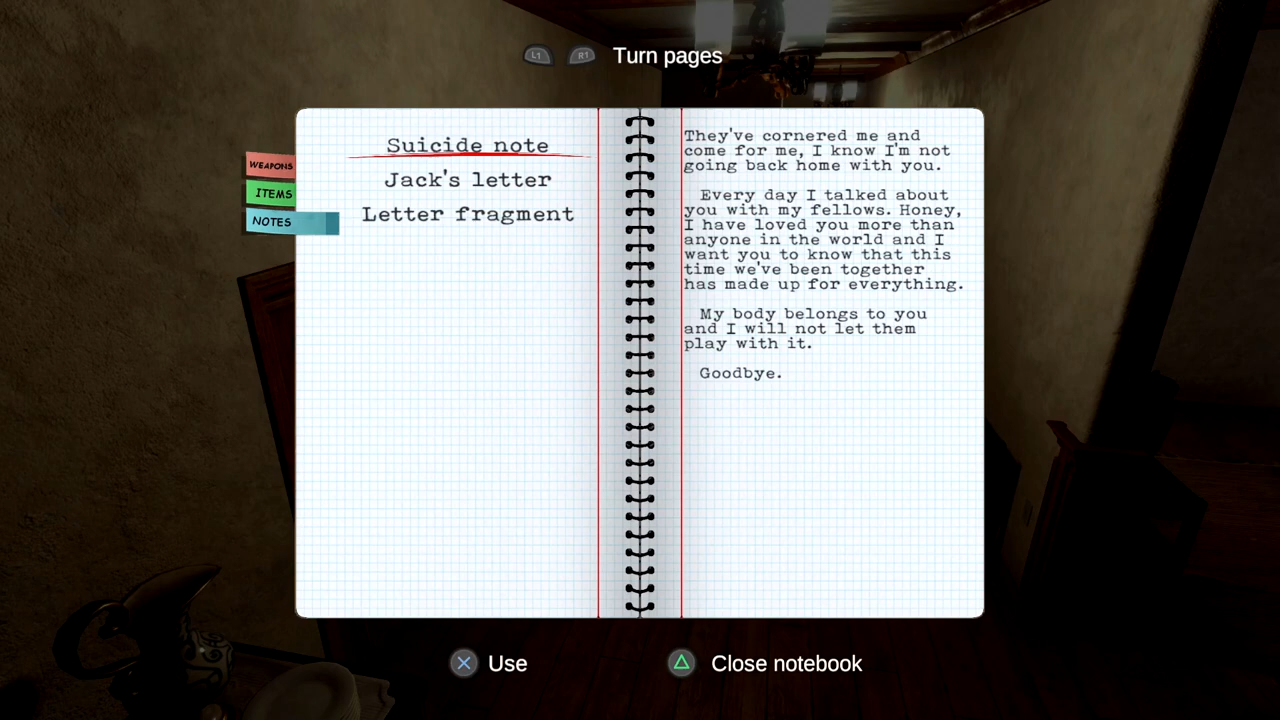 L1 R1 Turn pages
WEAPONS
ITEMS
NOTES
Suicide note
Jack's letter
Letter fragment
They've cornered me and
come for me, I know I'm not
going back home with you.
Every day I talked about
you with my fellows. Honey,
I have loved you more than
anyone in the world and I
want you to know that this
time we've been together
has made up for everything.
My body belongs to you
and I will not let them
play with it.
Goodbye.
Use
Close notebook